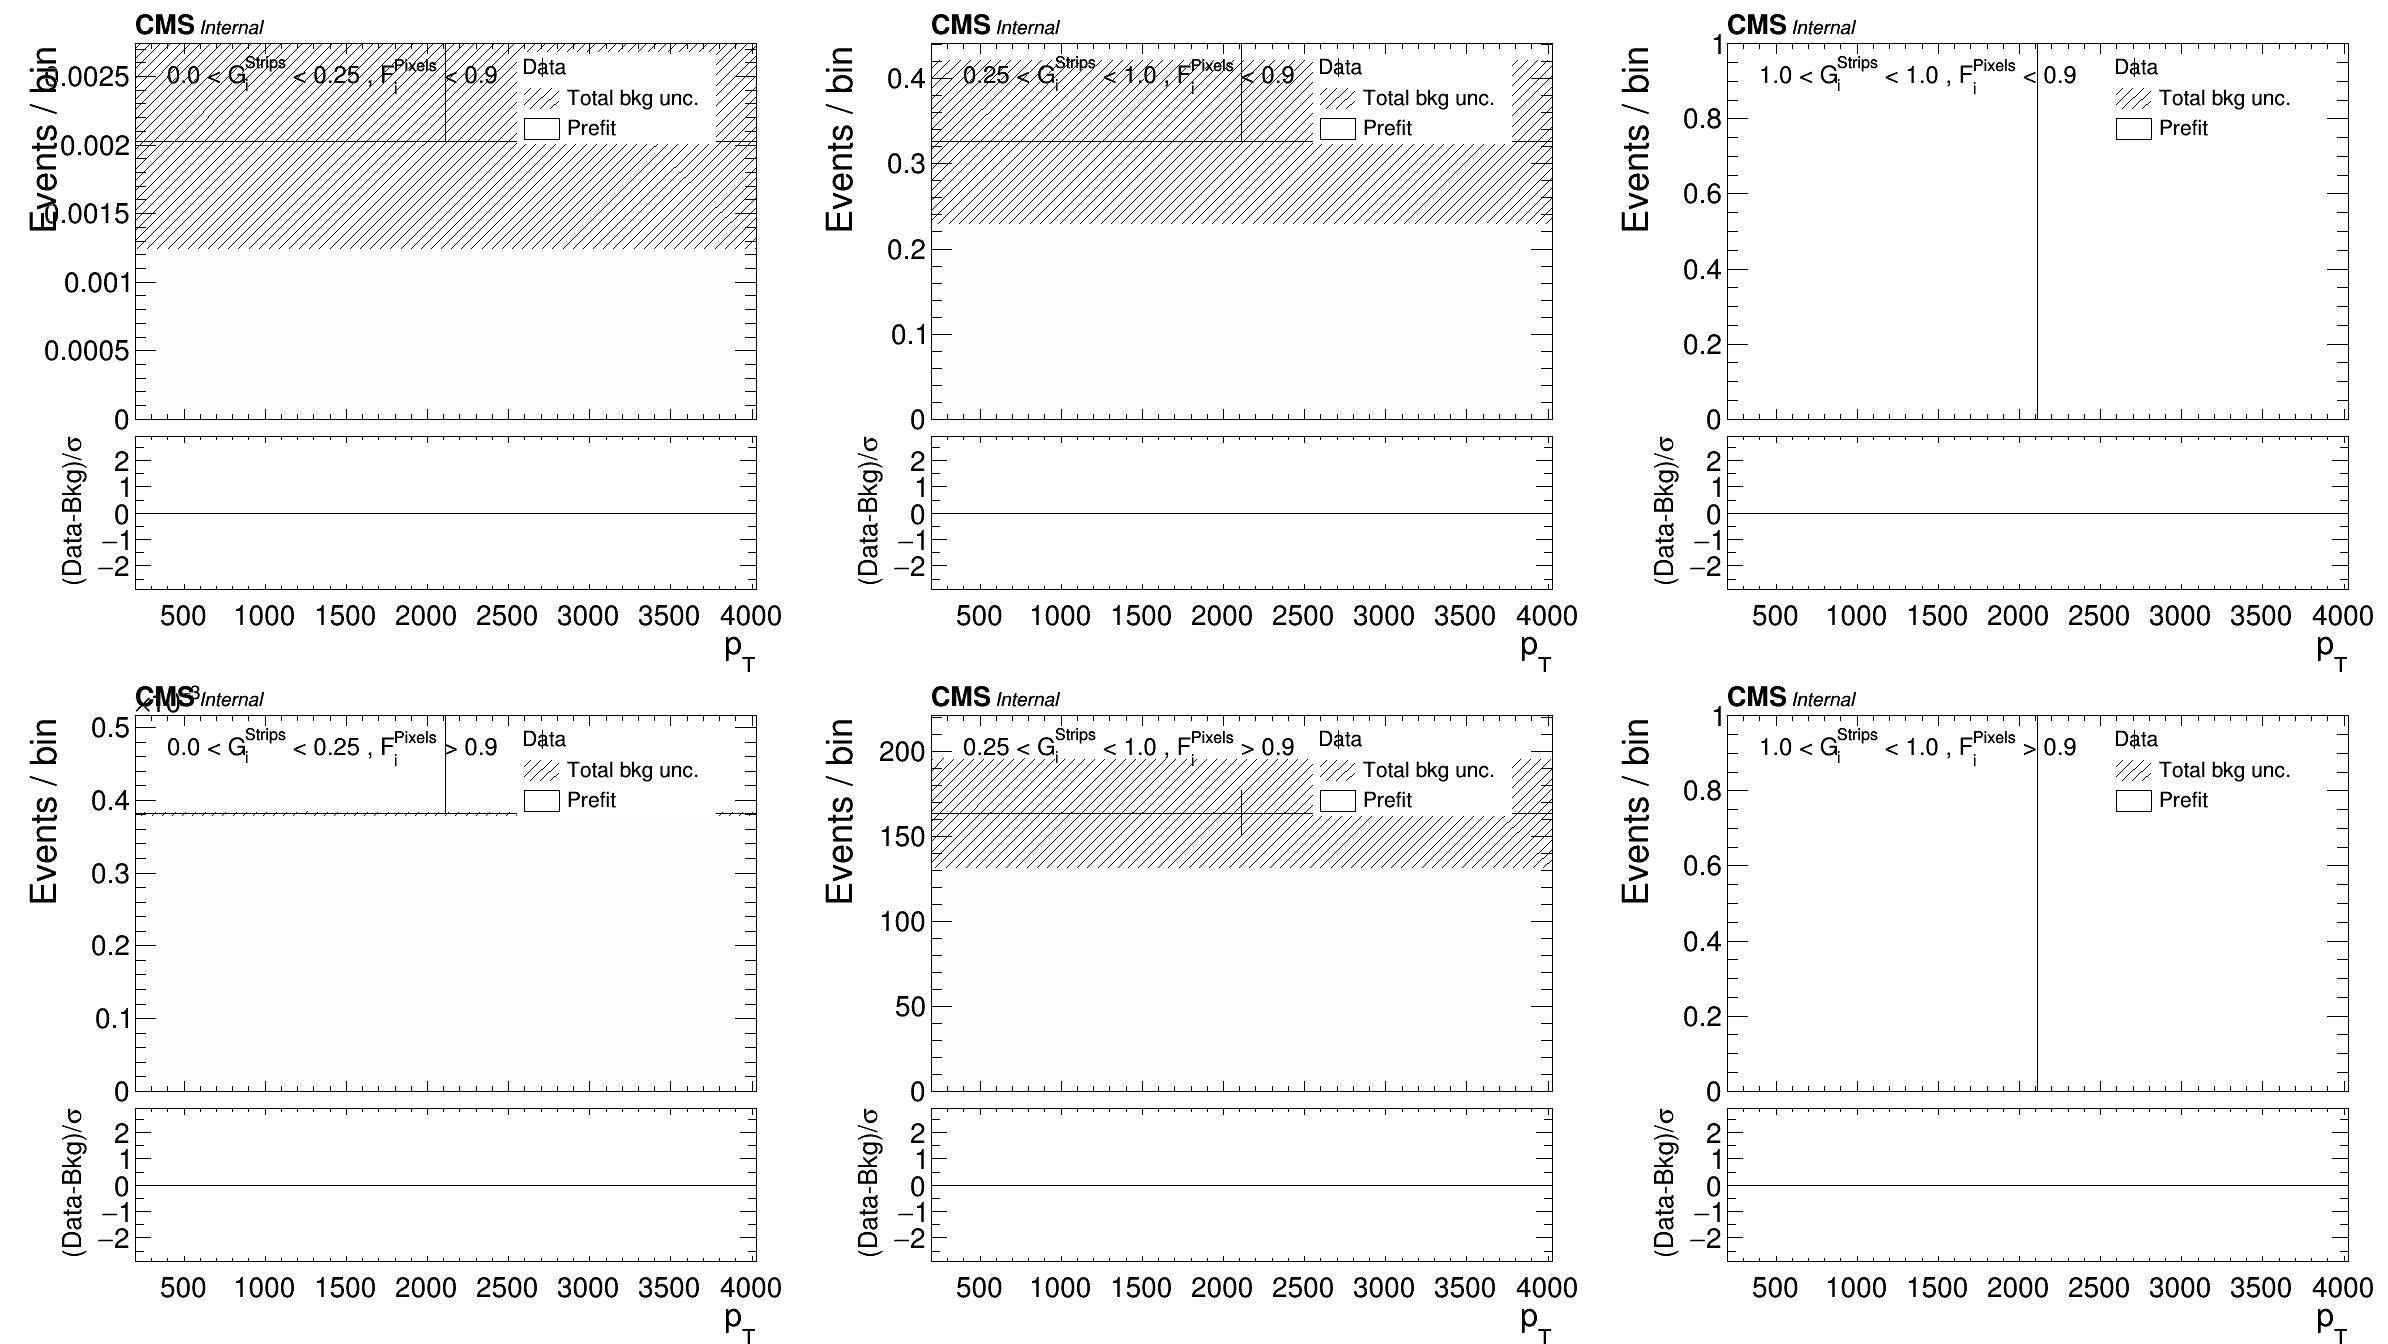 CMS Internal
Events / bin
0.0 < G_i^Strips < 0.25 , F_i^Pixels < 0.9
Data
Total bkg unc.
Prefit
0.0025
0.002
0.0015
0.001
0.0005
0
(Data-Bkg)/σ
2
1
0
−1
−2
500 1000 1500 2000 2500 3000 3500 4000
p_T
CMS Internal
Events / bin
0.25 < G_i^Strips < 1.0 , F_i^Pixels < 0.9
Data
Total bkg unc.
Prefit
0.4
0.3
0.2
0.1
0
(Data-Bkg)/σ
2
1
0
−1
−2
500 1000 1500 2000 2500 3000 3500 4000
p_T
CMS Internal
Events / bin
1.0 < G_i^Strips < 1.0 , F_i^Pixels < 0.9
Data
Total bkg unc.
Prefit
1
0.8
0.6
0.4
0.2
0
(Data-Bkg)/σ
2
1
0
−1
−2
500 1000 1500 2000 2500 3000 3500 4000
p_T
CMS Internal
×10^−3
Events / bin
0.0 < G_i^Strips < 0.25 , F_i^Pixels > 0.9
Data
Total bkg unc.
Prefit
0.5
0.4
0.3
0.2
0.1
0
(Data-Bkg)/σ
2
1
0
−1
−2
500 1000 1500 2000 2500 3000 3500 4000
p_T
CMS Internal
Events / bin
0.25 < G_i^Strips < 1.0 , F_i^Pixels > 0.9
Data
Total bkg unc.
Prefit
200
150
100
50
0
(Data-Bkg)/σ
2
1
0
−1
−2
500 1000 1500 2000 2500 3000 3500 4000
p_T
CMS Internal
Events / bin
1.0 < G_i^Strips < 1.0 , F_i^Pixels > 0.9
Data
Total bkg unc.
Prefit
1
0.8
0.6
0.4
0.2
0
(Data-Bkg)/σ
2
1
0
−1
−2
500 1000 1500 2000 2500 3000 3500 4000
p_T